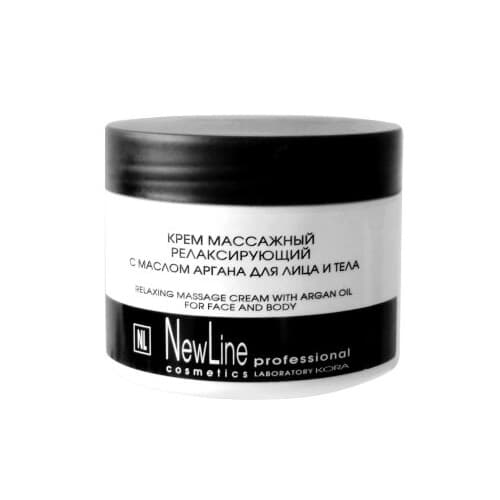 КРЕМ МАССАЖНЫЙ
РЕЛАКСИРУЮЩИЙ
С МАСЛОМ АРГАНА ДЛЯ ЛИЦА И ТЕЛА
RELAXING MASSAGE CREAM WITH ARGAN OIL
FOR FACE AND BODY
NL NewLine professional
cosmetics LABORATORY KORA